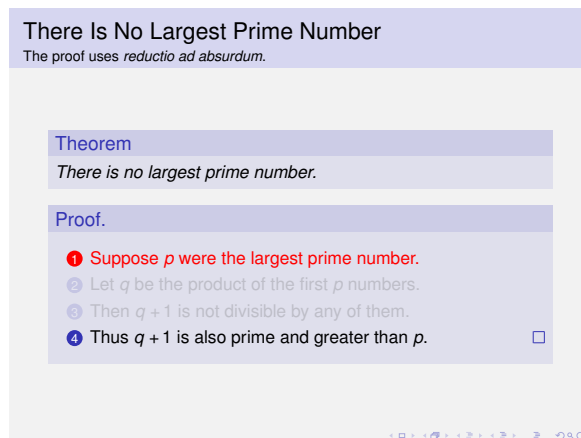 There Is No Largest Prime Number
The proof uses reductio ad absurdum.
Theorem
There is no largest prime number.
Proof.
1 Suppose p were the largest prime number.
2 Let q be the product of the first p numbers.
3 Then q + 1 is not divisible by any of them.
4 Thus q + 1 is also prime and greater than p.